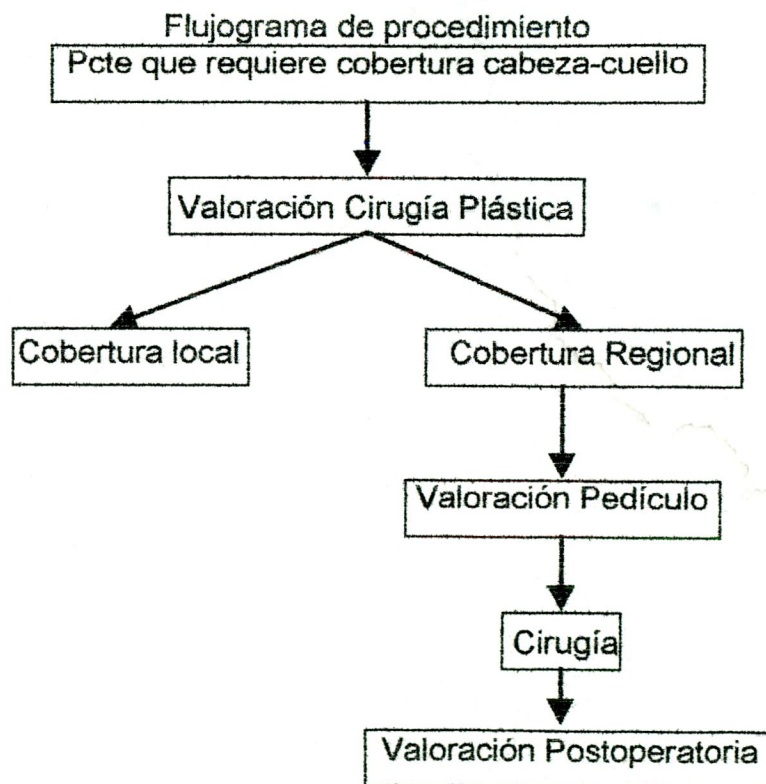 Flujograma de procedimiento
Pcte que requiere cobertura cabeza-cuello
Valoración Cirugía Plástica
Cobertura local
Cobertura Regional
Valoración Pedículo
Cirugía
Valoración Postoperatoria